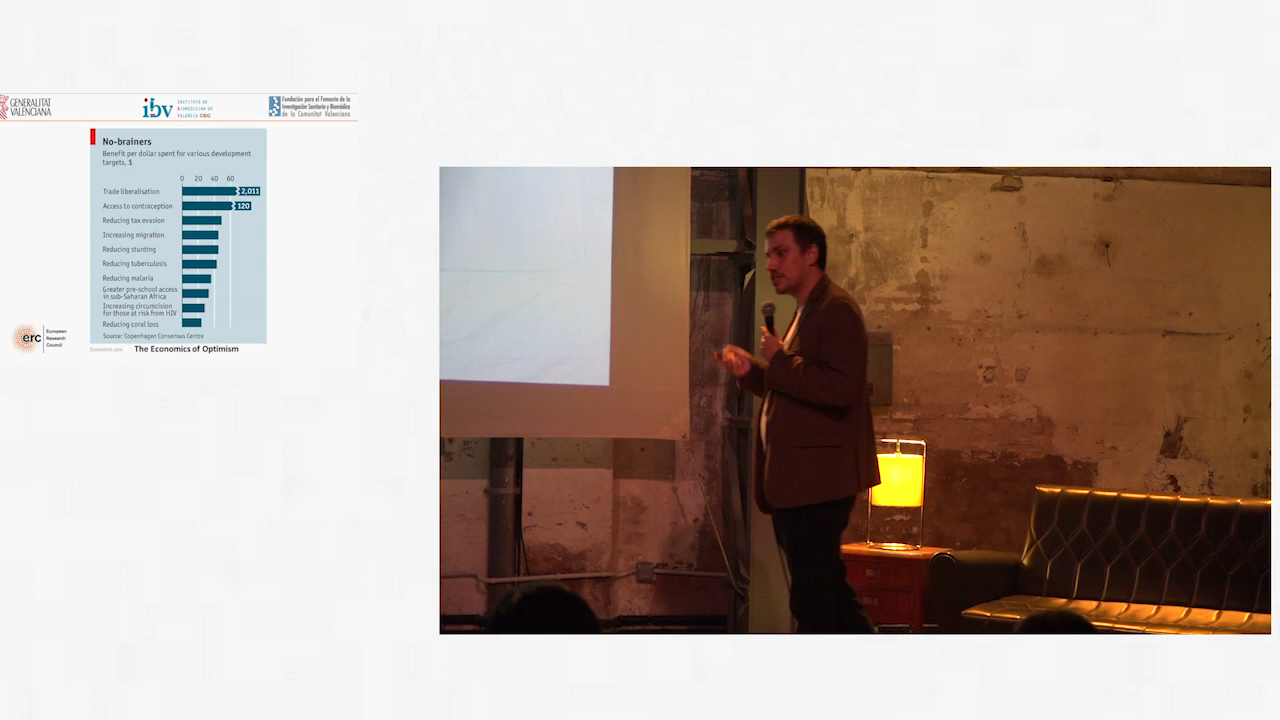 GENERALITAT
VALENCIANA
ibv
INSTITUTO DE
BIOMEDICINA DE
VALENCIA CSIC
Fundación para el Fomento de la
Investigación Sanitaria y Biomédica
de la Comunitat Valenciana
No-brainers
Benefit per dollar spent for various development
targets, $
0 20 40 60
Trade liberalisation 2,011
Access to contraception 120
Reducing tax evasion
Increasing migration
Reducing stunting
Reducing tuberculosis
Reducing malaria
Greater pre-school access
in sub-Saharan Africa
Increasing circumcision
for those at risk from HIV
Reducing coral loss
Source: Copenhagen Consensus Centre
erc
European
Research
Council
Economist.com
The Economics of Optimism